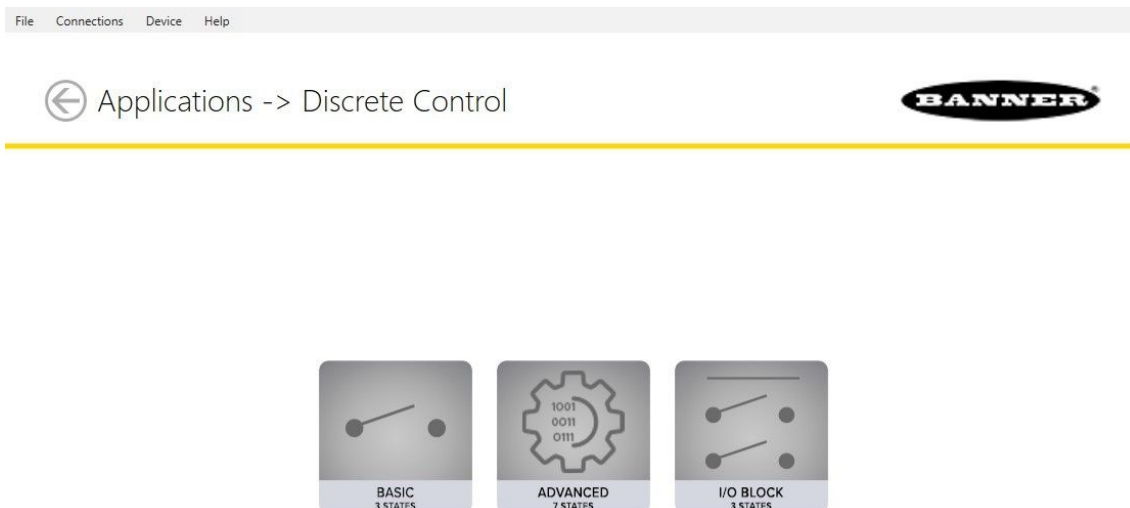 File Connections Device Help
Applications -> Discrete Control
BANNER®
1001
0011
0111
BASIC
3 STATES
ADVANCED
7 STATES
I/O BLOCK
3 STATES